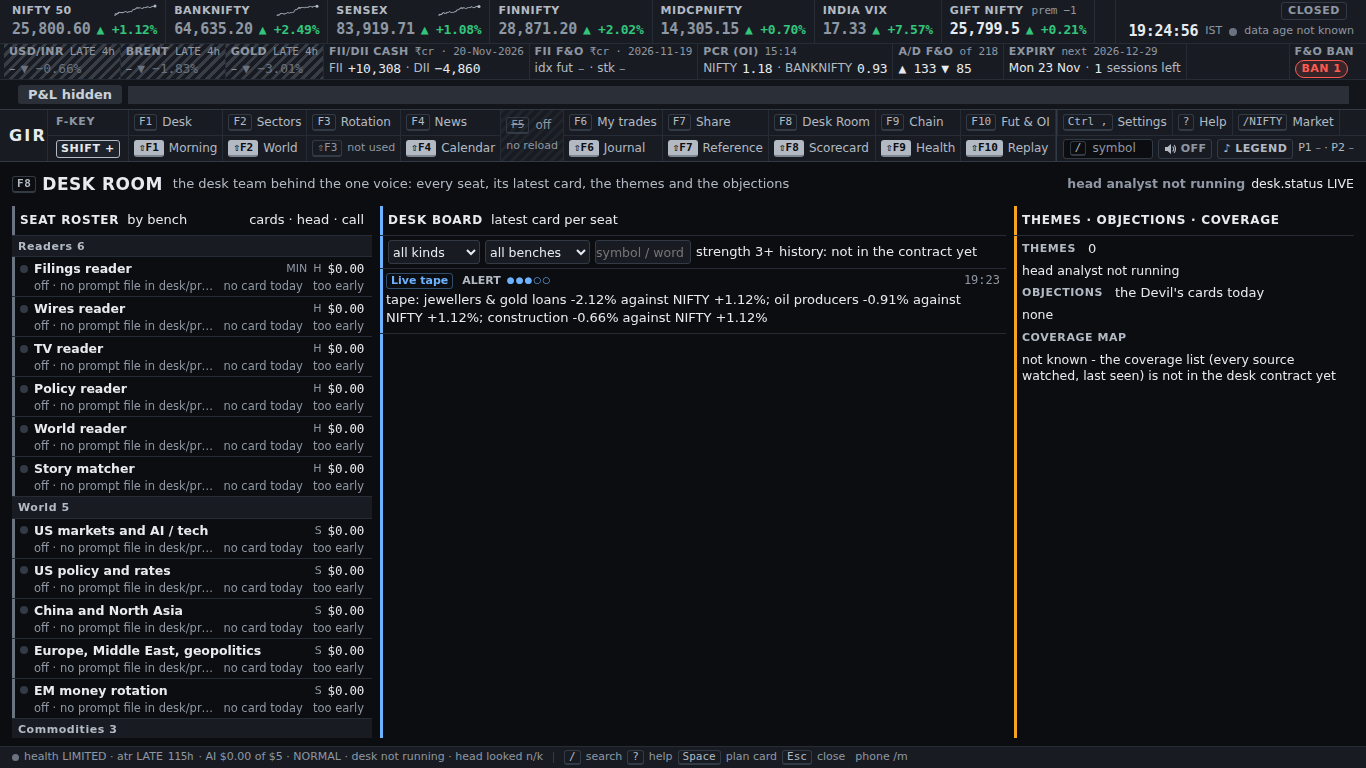 NIFTY 50 BANKNIFTY SENSEX FINNIFTY MIDCPNIFTY INDIA VIX GIFT NIFTY prem −1 CLOSED
25,800.60 ▲ +1.12% 64,635.20 ▲ +2.49% 83,919.71 ▲ +1.08% 28,871.20 ▲ +2.02% 14,305.15 ▲ +0.70% 17.33 ▲ +7.57% 25,799.5 ▲ +0.21% 19:24:56 IST data age not known
USD/INR LATE 4h BRENT LATE 4h GOLD LATE 4h FII/DII CASH ₹cr · 20-Nov-2026 FII F&O ₹cr · 2026-11-19 PCR (OI) 15:14 A/D F&O of 218 EXPIRY next 2026-12-29 F&O BAN
– ▼ −0.66% – ▼ −1.83% – ▼ −3.01% FII +10,308 · DII −4,860 idx fut – · stk – NIFTY 1.18 · BANKNIFTY 0.93 ▲ 133 ▼ 85 Mon 23 Nov · 1 sessions left BAN 1
P&L hidden
GIR F-KEY F1 Desk F2 Sectors F3 Rotation F4 News F5 off F6 My trades F7 Share F8 Desk Room F9 Chain F10 Fut & OI Ctrl , Settings ? Help /NIFTY Market
SHIFT + ⇧F1 Morning ⇧F2 World ⇧F3 not used ⇧F4 Calendar no reload ⇧F6 Journal ⇧F7 Reference ⇧F8 Scorecard ⇧F9 Health ⇧F10 Replay / symbol OFF ♪ LEGEND P1 – · P2 –
F8 DESK ROOM the desk team behind the one voice: every seat, its latest card, the themes and the objections head analyst not running desk.status LIVE
SEAT ROSTER by bench cards · head · call
Readers 6
Filings reader MIN H $0.00
off · no prompt file in desk/pr… no card today too early
Wires reader H $0.00
off · no prompt file in desk/pr… no card today too early
TV reader H $0.00
off · no prompt file in desk/pr… no card today too early
Policy reader H $0.00
off · no prompt file in desk/pr… no card today too early
World reader H $0.00
off · no prompt file in desk/pr… no card today too early
Story matcher H $0.00
off · no prompt file in desk/pr… no card today too early
World 5
US markets and AI / tech S $0.00
off · no prompt file in desk/pr… no card today too early
US policy and rates S $0.00
off · no prompt file in desk/pr… no card today too early
China and North Asia S $0.00
off · no prompt file in desk/pr… no card today too early
Europe, Middle East, geopolitics S $0.00
off · no prompt file in desk/pr… no card today too early
EM money rotation S $0.00
off · no prompt file in desk/pr… no card today too early
Commodities 3
DESK BOARD latest card per seat
all kinds all benches symbol / word strength 3+ history: not in the contract yet
Live tape ALERT ●●●○○ 19:23
tape: jewellers & gold loans -2.12% against NIFTY +1.12%; oil producers -0.91% against
NIFTY +1.12%; construction -0.66% against NIFTY +1.12%
THEMES · OBJECTIONS · COVERAGE
THEMES 0
head analyst not running
OBJECTIONS the Devil's cards today
none
COVERAGE MAP
not known - the coverage list (every source
watched, last seen) is not in the desk contract yet
health LIMITED · atr LATE 115h · AI $0.00 of $5 · NORMAL · desk not running · head looked n/k / search ? help Space plan card Esc close phone /m